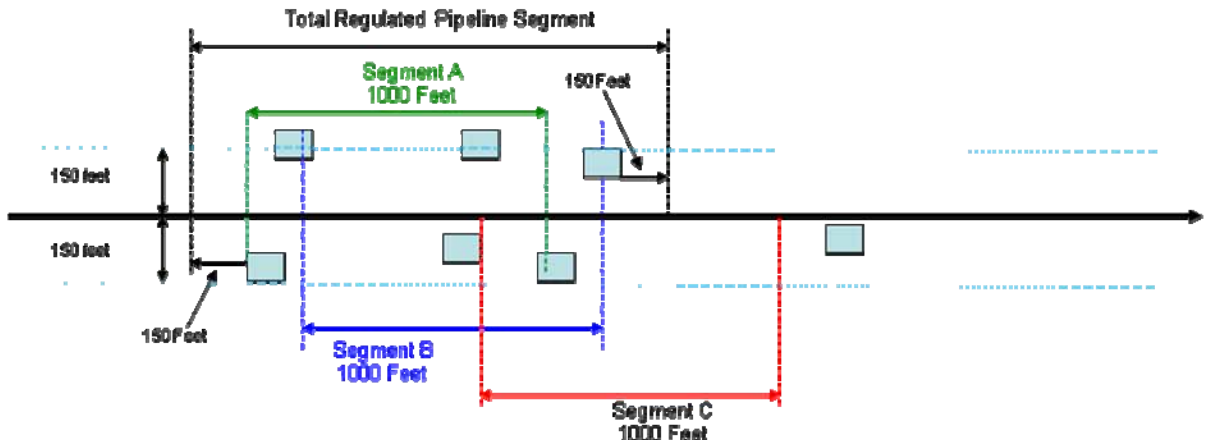 Total Regulated Pipeline Segment
Segment A
1000 Feet
150 Feet
150 feet
150 feet
150 Feet
Segment B
1000 Feet
Segment C
1000 Feet